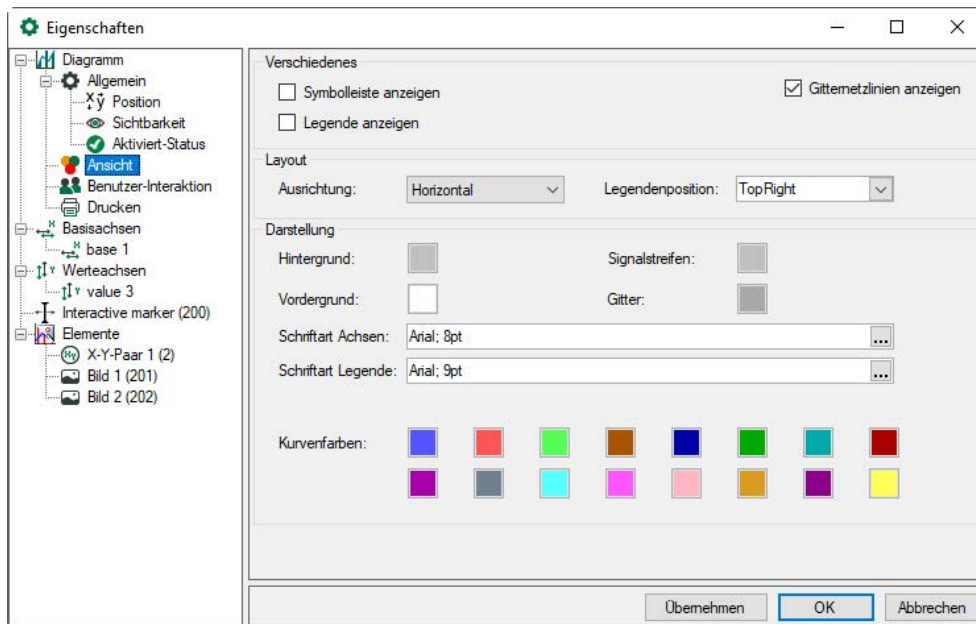 Eigenschaften
Diagramm
Allgemein
Position
Sichtbarkeit
Aktiviert-Status
Ansicht
Benutzer-Interaktion
Drucken
Basisachsen
base 1
Werteachsen
value 3
Interactive marker (200)
Elemente
X-Y-Paar 1 (2)
Bild 1 (201)
Bild 2 (202)
Verschiedenes
Symbolleiste anzeigen
Gitternetzlinien anzeigen
Legende anzeigen
Layout
Ausrichtung: Horizontal Legendenposition: TopRight
Darstellung
Hintergrund: Signalstreifen:
Vordergrund: Gitter:
Schriftart Achsen: Arial; 8pt ...
Schriftart Legende: Arial; 9pt ...
Kurvenfarben:
Übernehmen OK Abbrechen